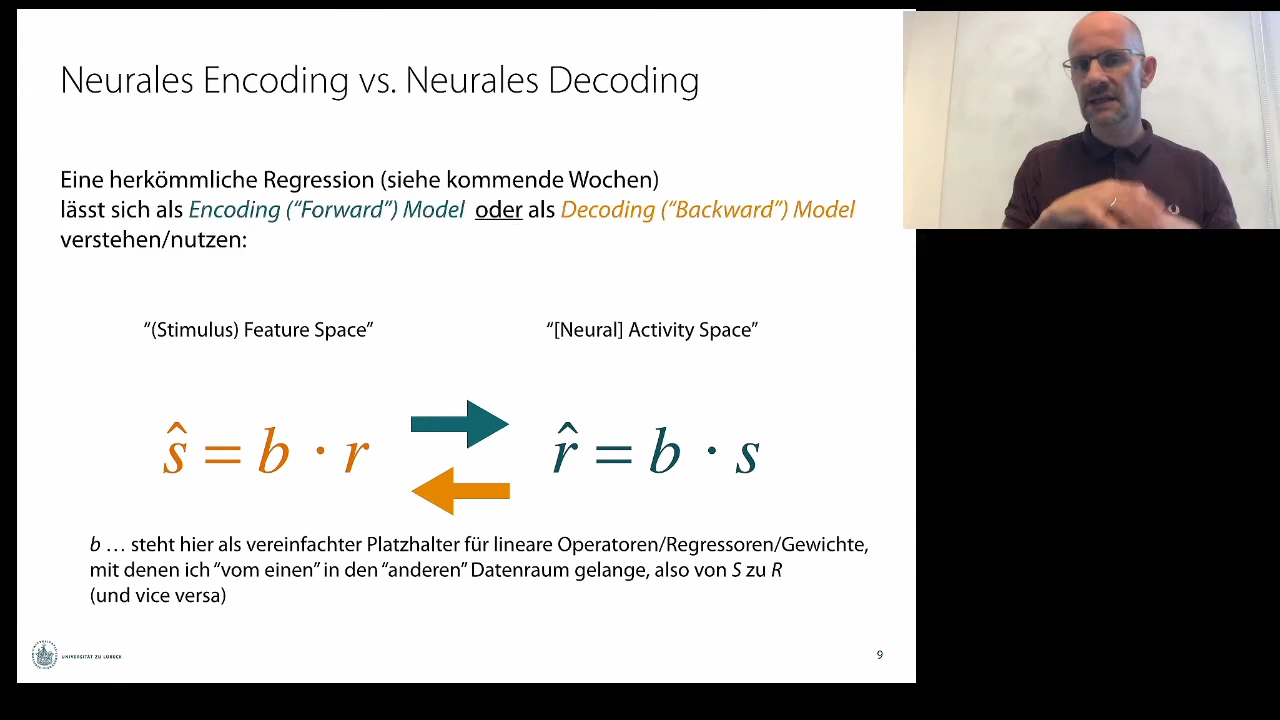 Neurales Encoding vs. Neurales Decoding
Eine herkömmliche Regression (siehe kommende Wochen)
lässt sich als Encoding (“Forward”) Model oder als Decoding (“Backward”) Model
verstehen/nutzen:
“(Stimulus) Feature Space”
“[Neural] Activity Space”
ŝ = b · r
r̂ = b · s
b … steht hier als vereinfachter Platzhalter für lineare Operatoren/Regressoren/Gewichte,
mit denen ich “vom einen” in den “anderen” Datenraum gelange, also von S zu R
(und vice versa)
UNIVERSITÄT ZU LÜBECK
9